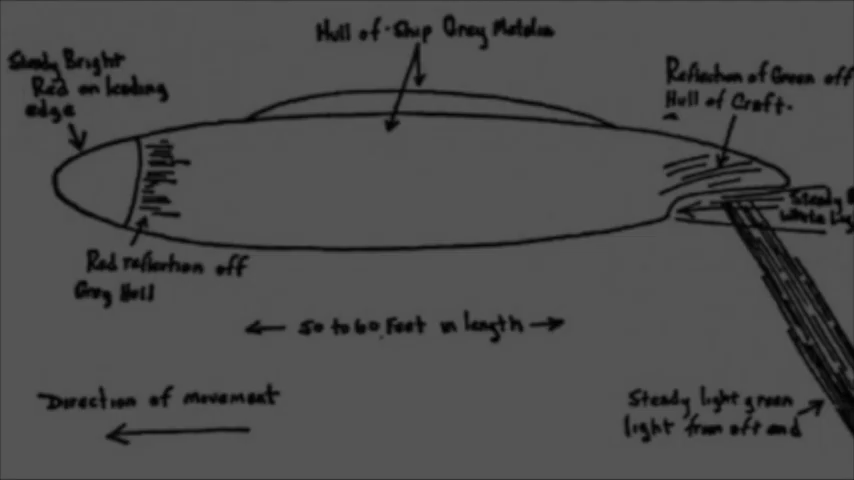 Hull of Ship Grey Metalic
Steady Bright
Red on leading
edge
Reflection of Green off
Hull of Craft.
Steady
white
Red reflection off
Grey Hull
50 to 60 Feet in length
Direction of movement
Steady light green
light from aft end